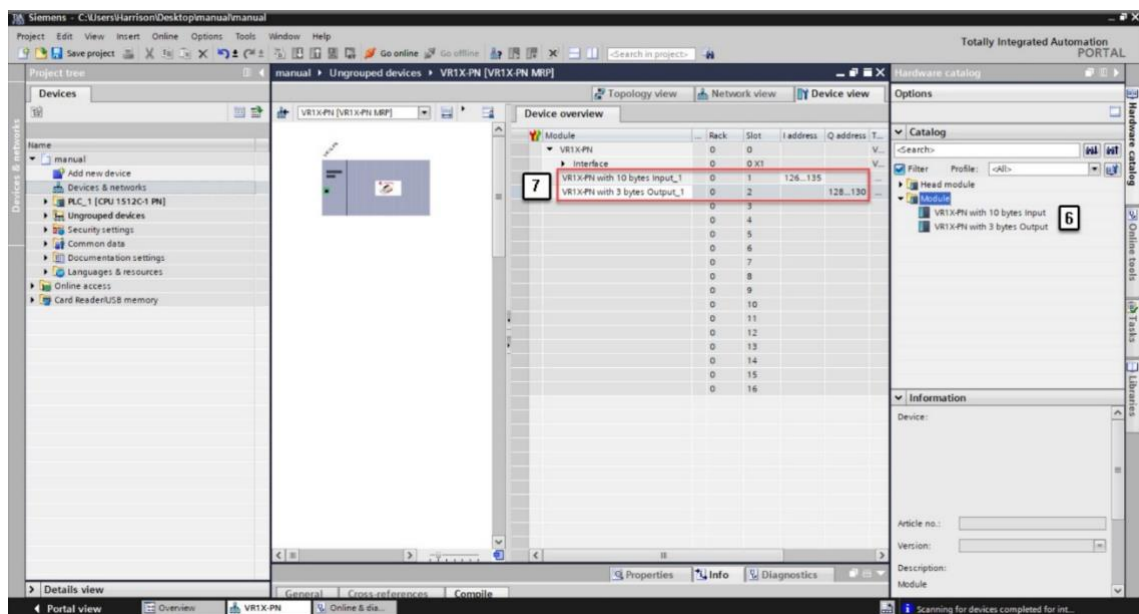 Siemens - C:\Users\Harrison\Desktop\manual\manual
Project Edit View Insert Online Options Tools Window Help
Totally Integrated Automation
PORTAL
Save project Go online Go offline <Search in project>
Project tree
manual ▸ Ungrouped devices ▸ VR1X-PN [VR1X-PN MRP]
Hardware catalog
Devices
Topology view Network view Device view
Options
VR1X-PN [VR1X-PN MRP]
Device overview
Module ... Rack Slot I address Q address T...
VR1X-PN 0 0 V...
Interface 0 0 X1 V...
VR1X-PN with 10 bytes Input_1 0 1 126...135
7
VR1X-PN with 3 bytes Output_1 0 2 128...130 ...
0 3
0 4
0 5
0 6
0 7
0 8
0 9
0 10
0 11
0 12
0 13
0 14
0 15
0 16
Name
manual
Add new device
Devices & networks
PLC_1 [CPU 1512C-1 PN]
Ungrouped devices
Security settings
Common data
Documentation settings
Languages & resources
Online access
Card Reader/USB memory
Catalog
<Search>
Filter Profile: <All>
Head module
Module
VR1X-PN with 10 bytes Input
VR1X-PN with 3 bytes Output
6
Information
Device:
Article no.:
Version:
Description:
Module
Devices & networks
Hardware catalog
Online tools
Tasks
Libraries
Properties Info Diagnostics
Details view
General Cross-references Compile
Portal view Overview VR1X-PN Online & dia...
Scanning for devices completed for int...